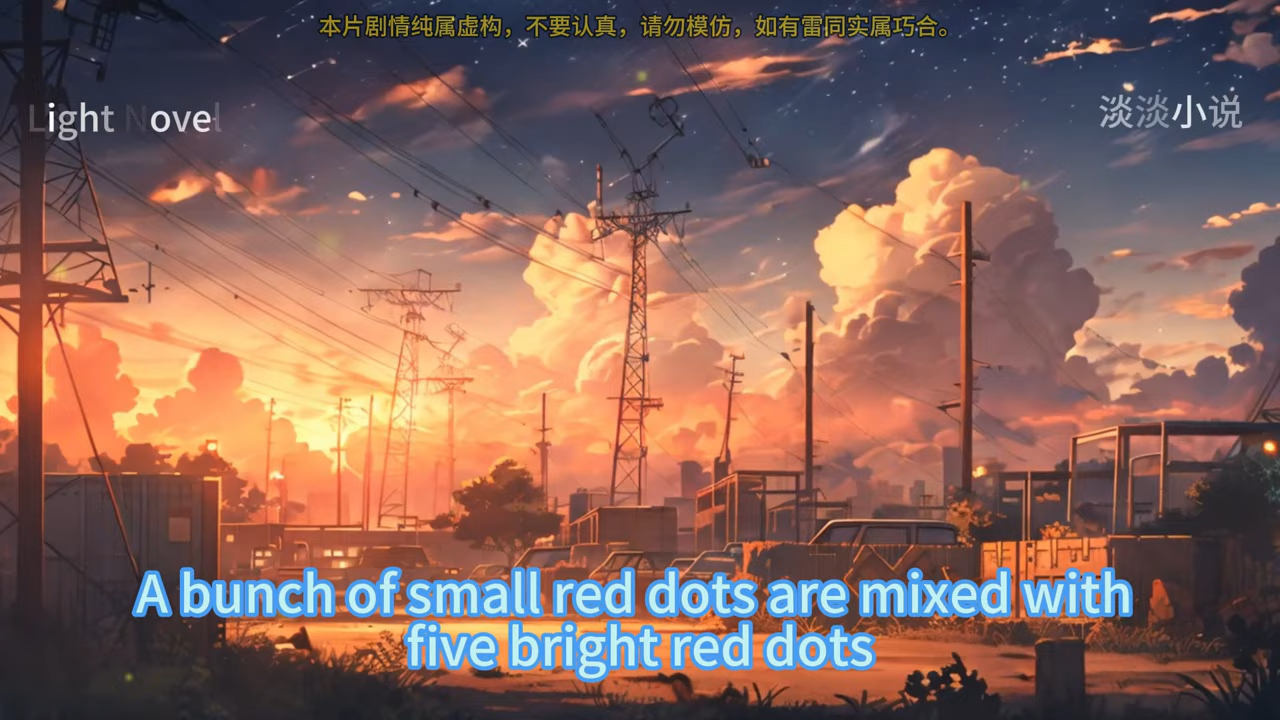 本片剧情纯属虚构，不要认真，请勿模仿，如有雷同实属巧合。
Light Novel
淡淡小说
A bunch of small red dots are mixed with
five bright red dots